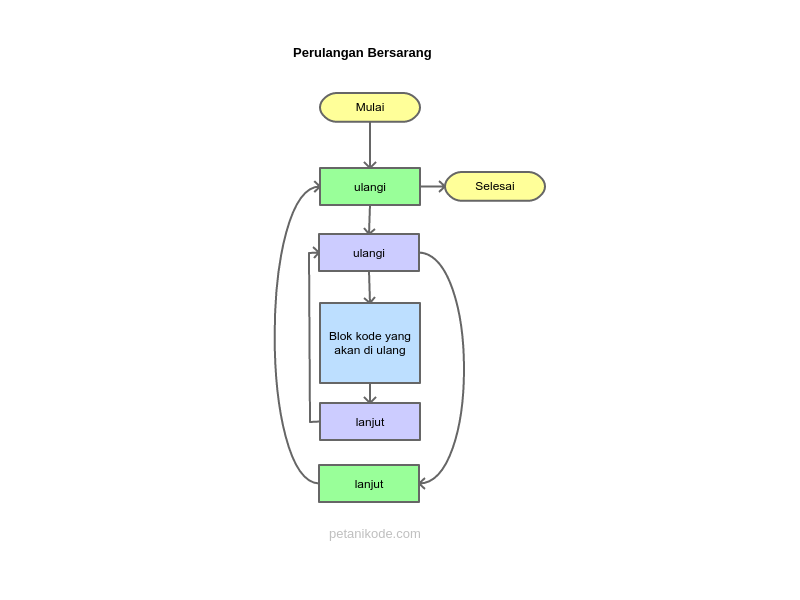 Perulangan Bersarang
Mulai
ulangi
Selesai
ulangi
Blok kode yang
akan di ulang
lanjut
lanjut
petanikode.com